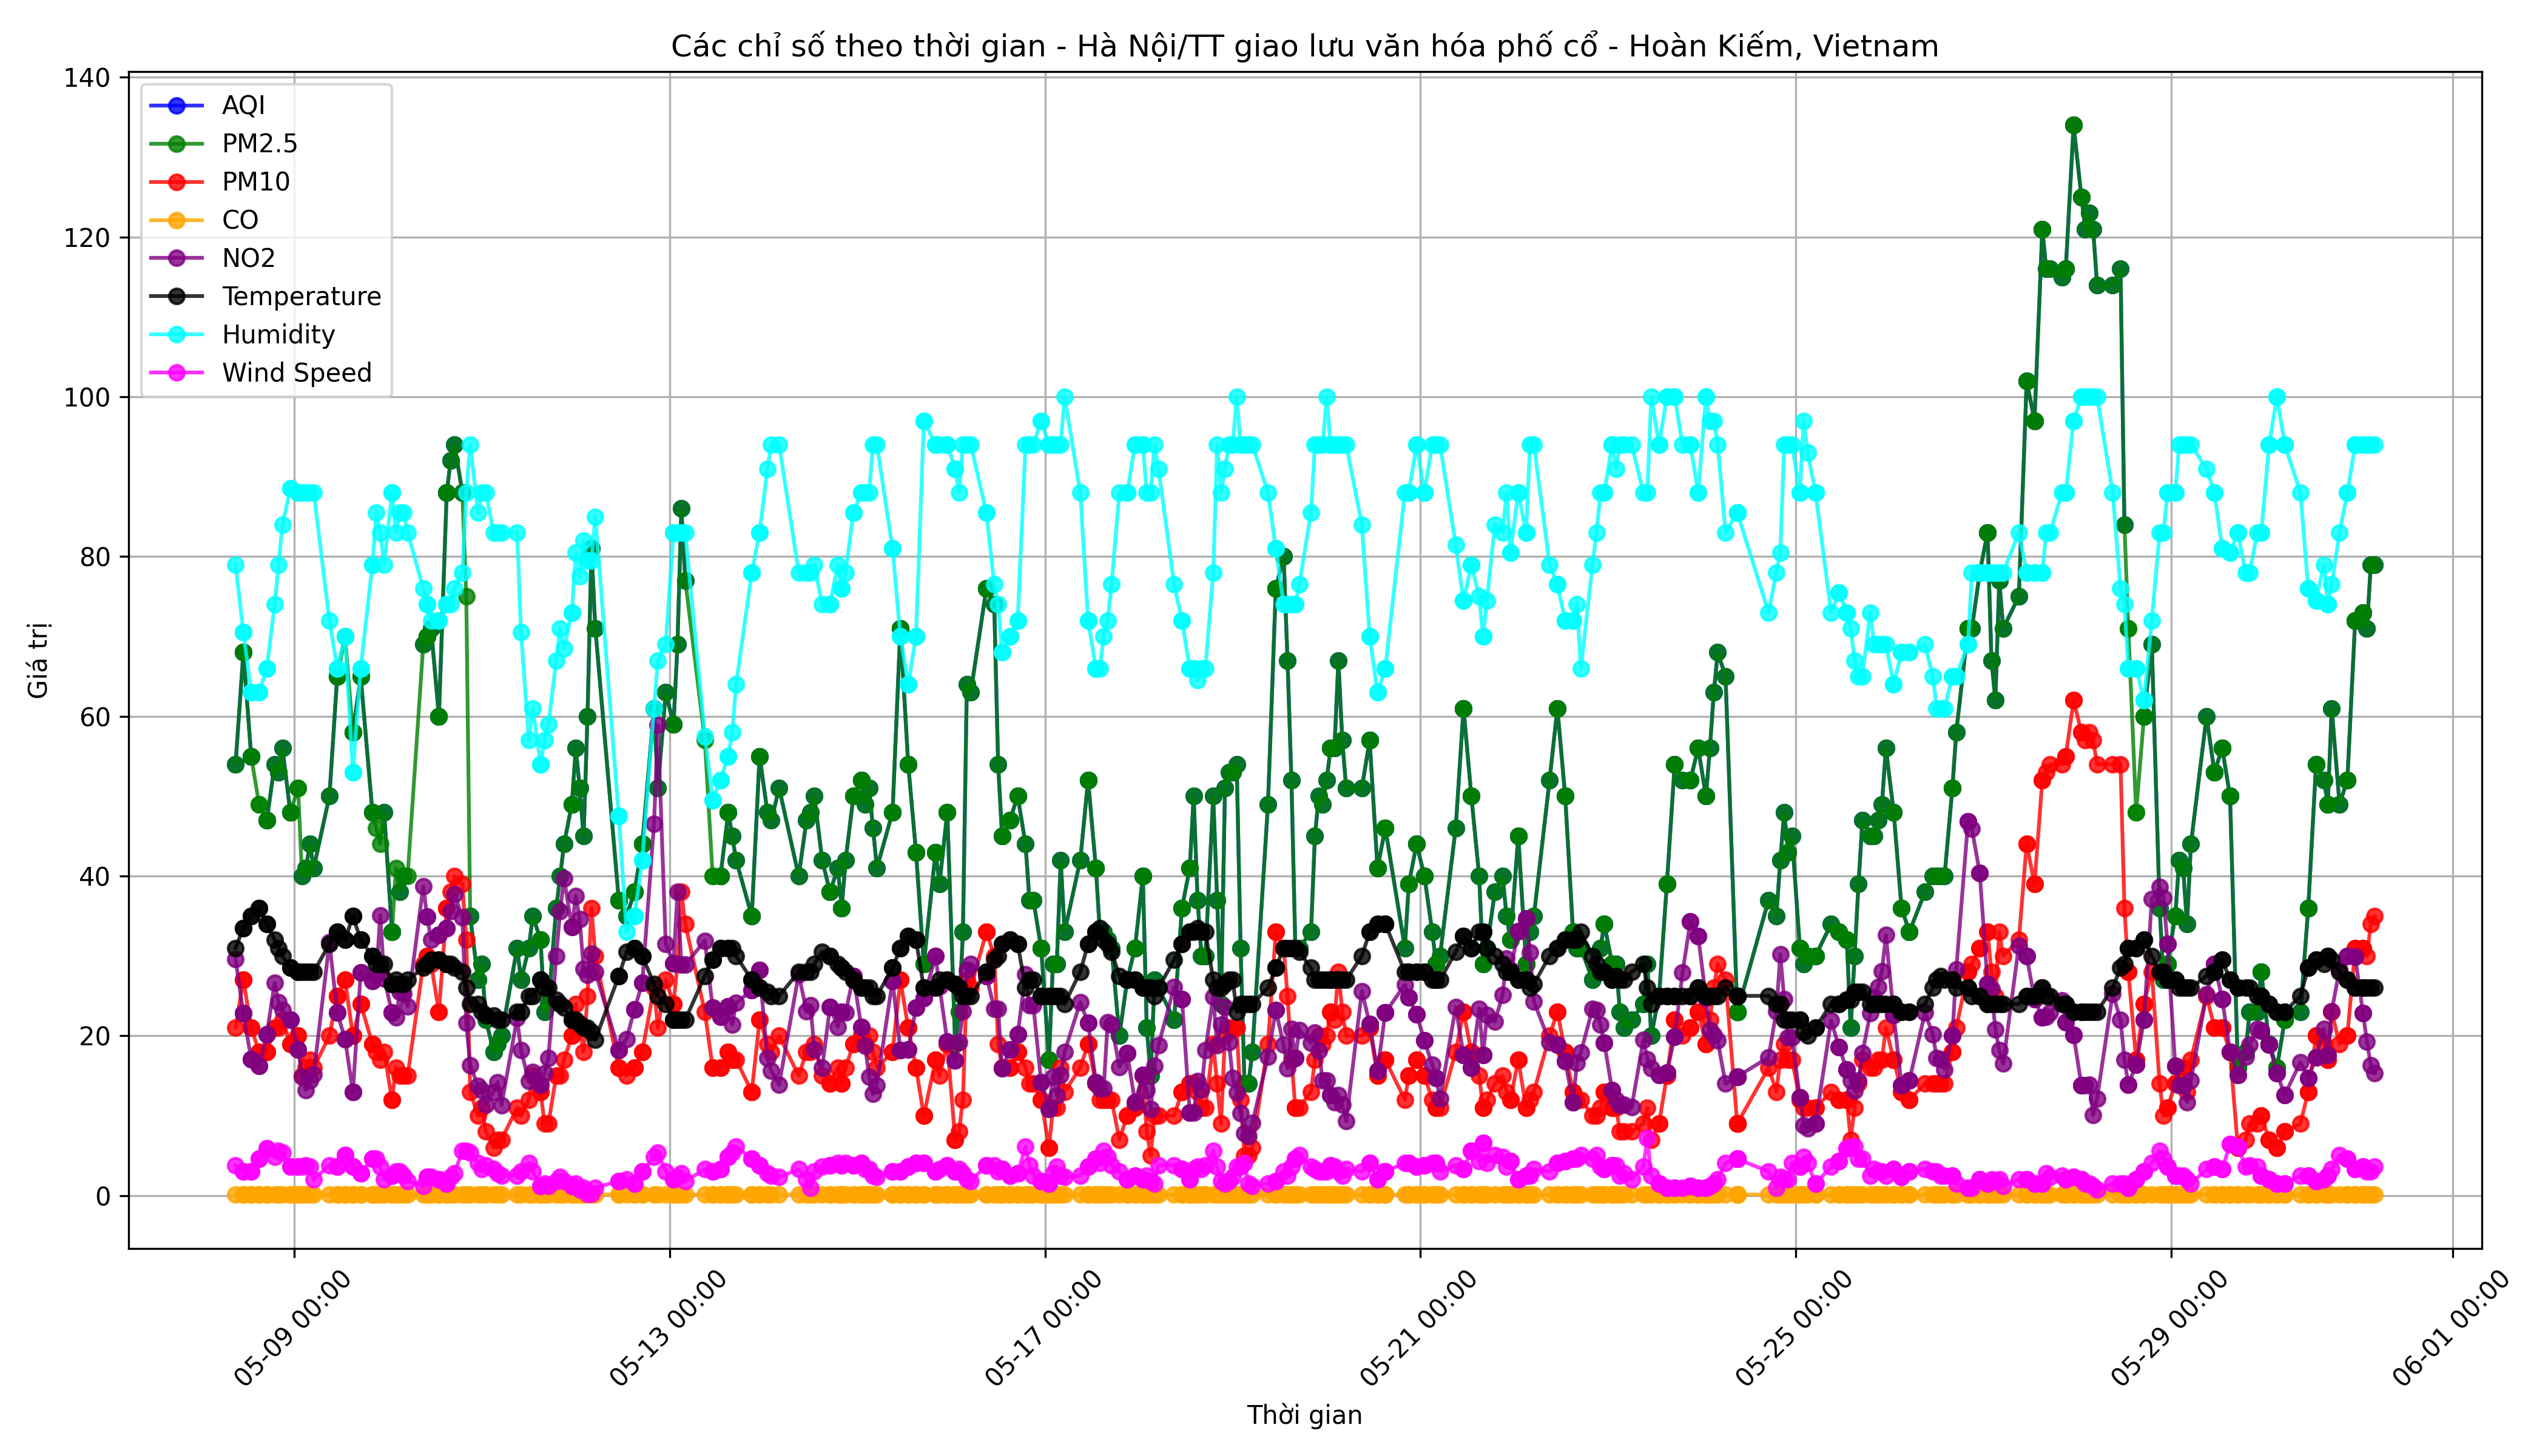 Các chỉ số theo thời gian - Hà Nội/TT giao lưu văn hóa phố cổ - Hoàn Kiếm, Vietnam
140
120
100
80
60
40
20
0
Giá trị
AQI
PM2.5
PM10
CO
NO2
Temperature
Humidity
Wind Speed
05-09 00:00
05-13 00:00
05-17 00:00
05-21 00:00
05-25 00:00
05-29 00:00
06-01 00:00
Thời gian